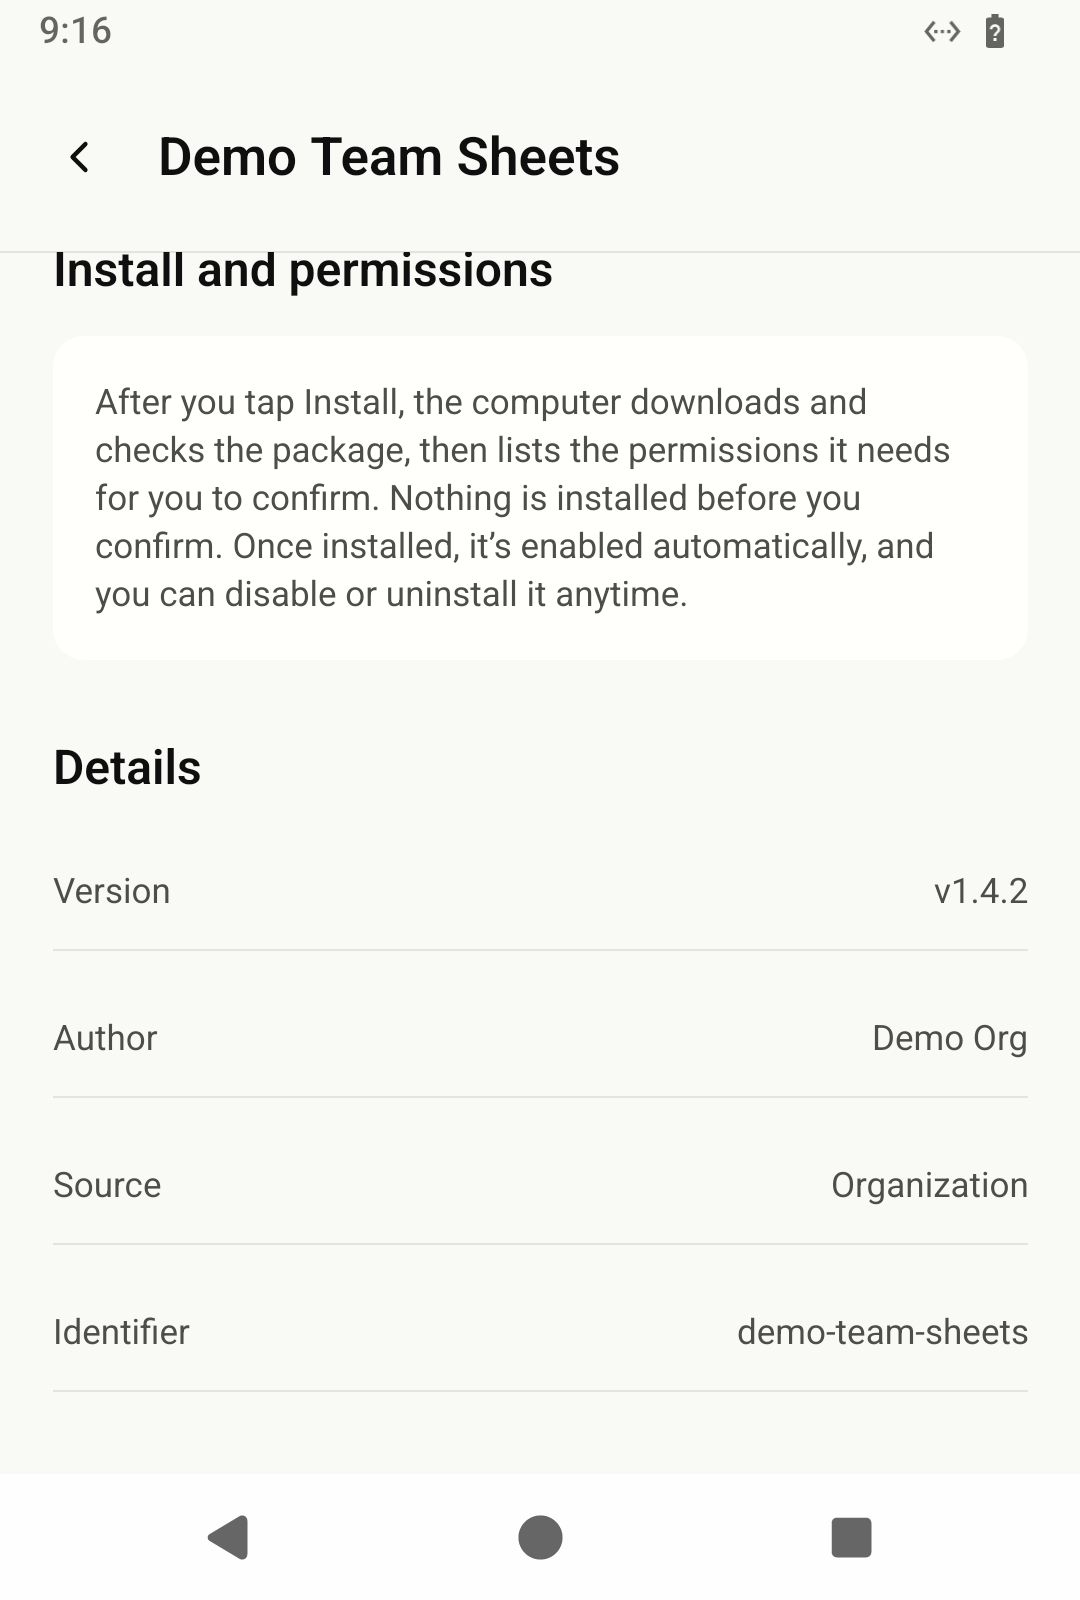 9:16
Demo Team Sheets
Install and permissions
After you tap Install, the computer downloads and
checks the package, then lists the permissions it needs
for you to confirm. Nothing is installed before you
confirm. Once installed, it’s enabled automatically, and
you can disable or uninstall it anytime.
Details
Version v1.4.2
Author Demo Org
Source Organization
Identifier demo-team-sheets